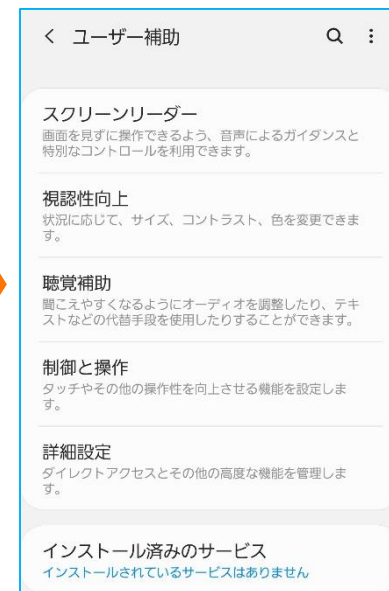 ユーザー補助
スクリーンリーダー
画面を見ずに操作できるよう、音声によるガイダンスと
特別なコントロールを利用できます。
視認性向上
状況に応じて、サイズ、コントラスト、色を変更できま
す。
聴覚補助
聞こえやすくなるようにオーディオを調整したり、テキ
ストなどの代替手段を使用したりすることができます。
制御と操作
タッチやその他の操作性を向上させる機能を設定しま
す。
詳細設定
ダイレクトアクセスとその他の高度な機能を管理しま
す。
インストール済みのサービス
インストールされているサービスはありません